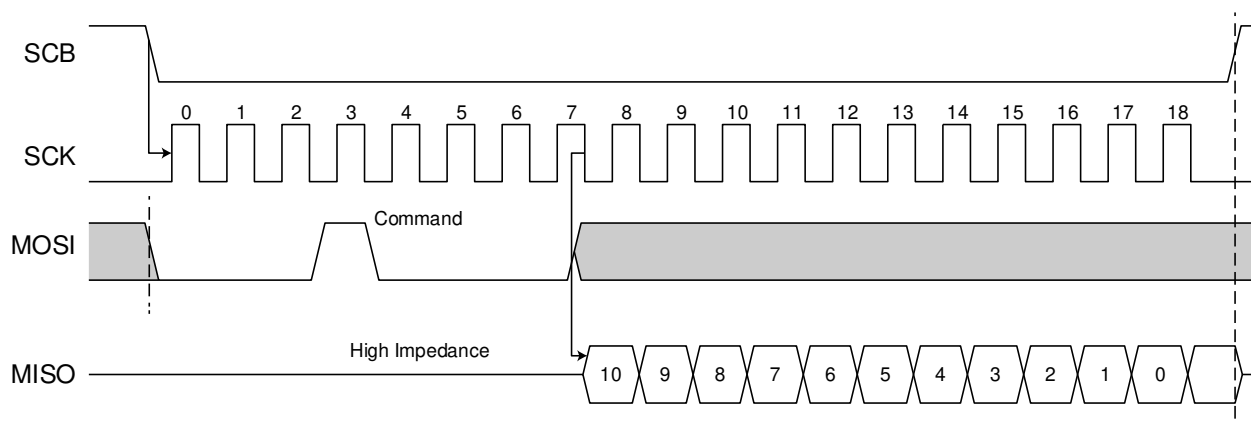 SCB
0 1 2 3 4 5 6 7 8 9 10 11 12 13 14 15 16 17 18
SCK
Command
MOSI
High Impedance
MISO 10 9 8 7 6 5 4 3 2 1 0